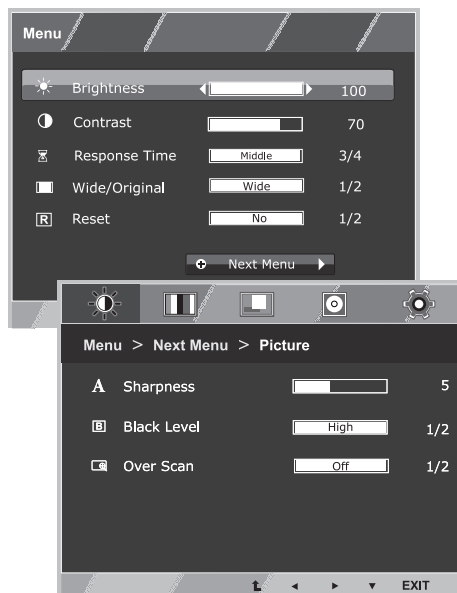 Menu
Brightness 100
Contrast 70
Response Time Middle 3/4
Wide/Original Wide 1/2
R Reset No 1/2
Next Menu
Menu > Next Menu > Picture
A Sharpness 5
B Black Level High 1/2
Over Scan Off 1/2
EXIT